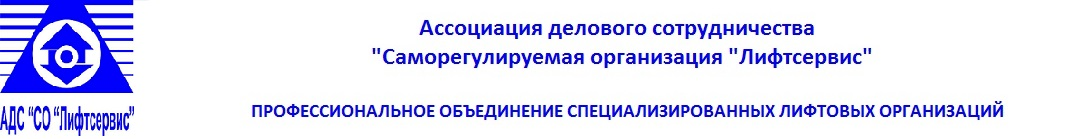 Ассоциация делового сотрудничества
"Саморегулируемая организация "Лифтсервис"
ПРОФЕССИОНАЛЬНОЕ ОБЪЕДИНЕНИЕ СПЕЦИАЛИЗИРОВАННЫХ ЛИФТОВЫХ ОРГАНИЗАЦИЙ
АДС "СО "Лифтсервис"